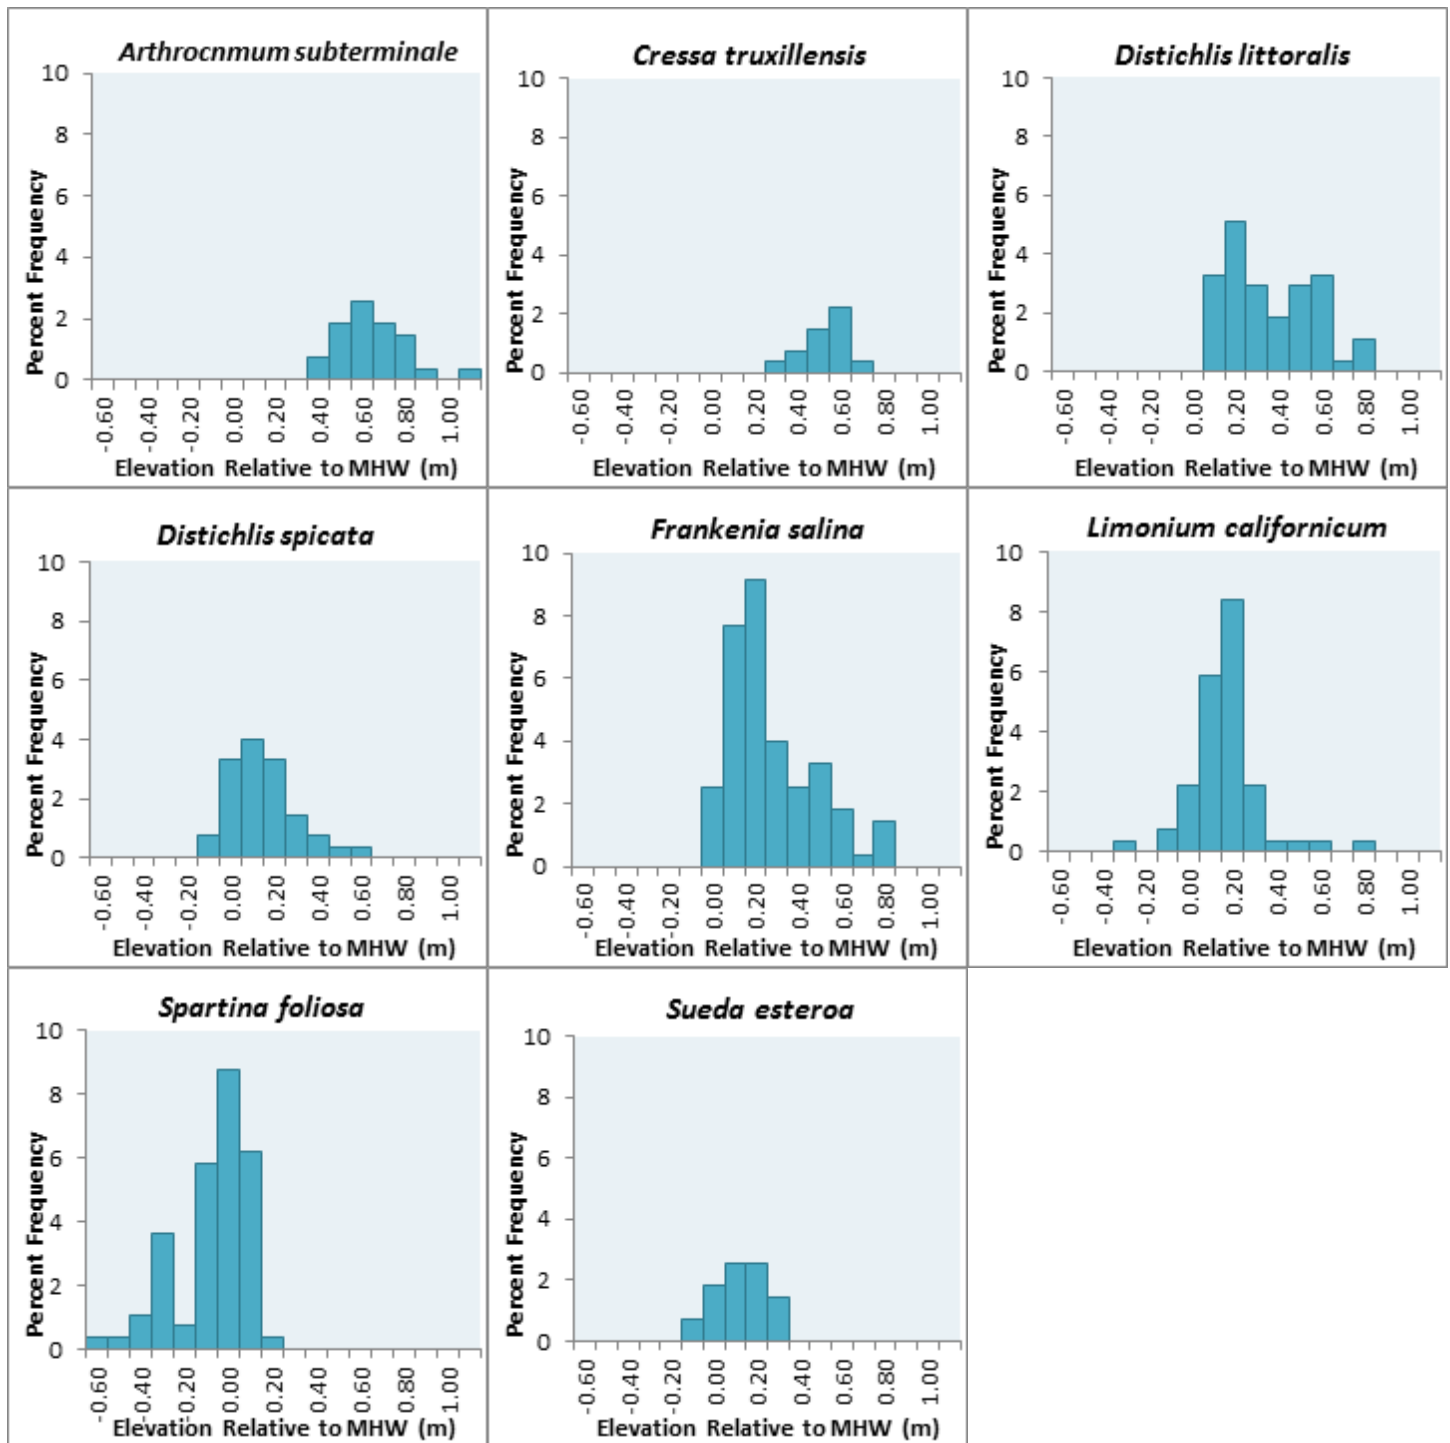 Arthrocnmum subterminale
10
8
6
4
2
0
Percent Frequency
-0.60 -0.40 -0.20 0.00 0.20 0.40 0.60 0.80 1.00
Elevation Relative to MHW (m)
Cressa truxillensis
10
8
6
4
2
0
Percent Frequency
-0.60 -0.40 -0.20 0.00 0.20 0.40 0.60 0.80 1.00
Elevation Relative to MHW (m)
Distichlis littoralis
10
8
6
4
2
0
Percent Frequency
-0.60 -0.40 -0.20 0.00 0.20 0.40 0.60 0.80 1.00
Elevation Relative to MHW (m)
Distichlis spicata
10
8
6
4
2
0
Percent Frequency
-0.60 -0.40 -0.20 0.00 0.20 0.40 0.60 0.80 1.00
Elevation Relative to MHW (m)
Frankenia salina
10
8
6
4
2
0
Percent Frequency
-0.60 -0.40 -0.20 0.00 0.20 0.40 0.60 0.80 1.00
Elevation Relative to MHW (m)
Limonium californicum
10
8
6
4
2
0
Percent Frequency
-0.60 -0.40 -0.20 0.00 0.20 0.40 0.60 0.80 1.00
Elevation Relative to MHW (m)
Spartina foliosa
10
8
6
4
2
0
Percent Frequency
-0.60 -0.40 -0.20 0.00 0.20 0.40 0.60 0.80 1.00
Elevation Relative to MHW (m)
Sueda esteroa
10
8
6
4
2
0
Percent Frequency
-0.60 -0.40 -0.20 0.00 0.20 0.40 0.60 0.80 1.00
Elevation Relative to MHW (m)